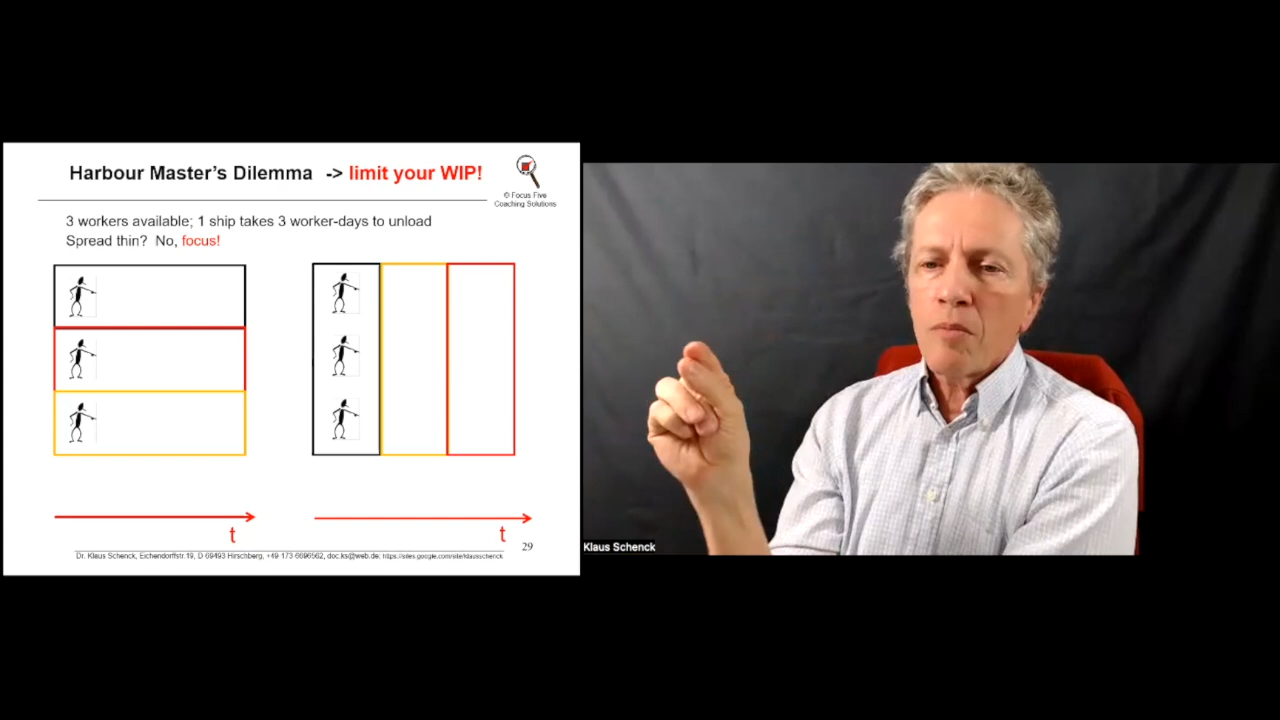 Harbour Master's Dilemma -> limit your WIP!
© Focus Five
Coaching Solutions
3 workers available; 1 ship takes 3 worker-days to unload
Spread thin? No, focus!
t
t
29
Dr. Klaus Schenck, Eichendorffstr.19, D 69493 Hirschberg, +49 173 6696562, doc.ks@web.de; https://sites.google.com/site/klausschenck
Klaus Schenck